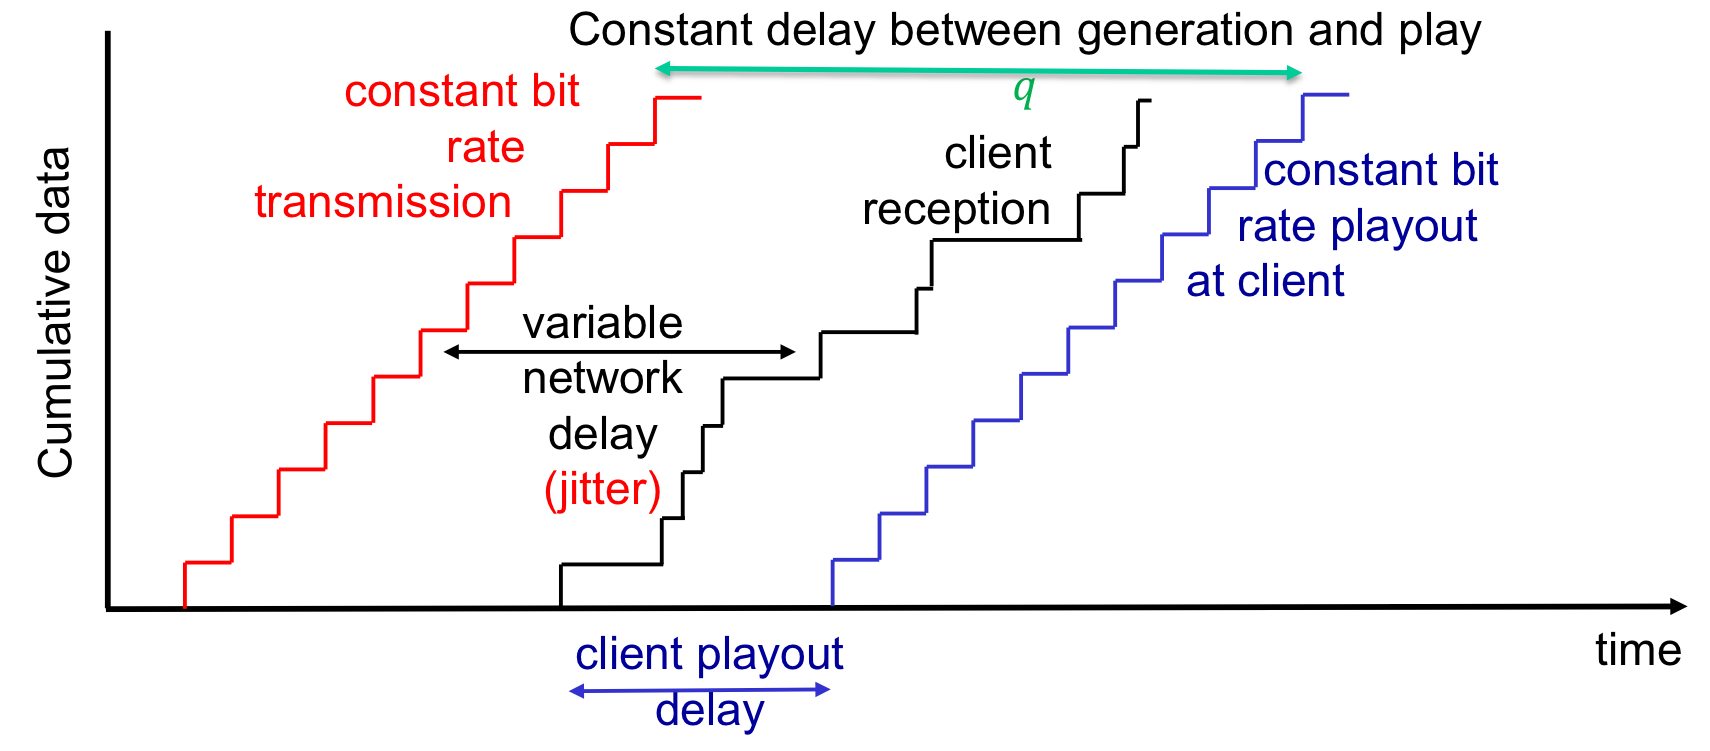 Constant delay between generation and play
q
constant bit
rate
transmission
client
reception
constant bit
rate playout
at client
variable
network
delay
(jitter)
Cumulative data
time
client playout
delay